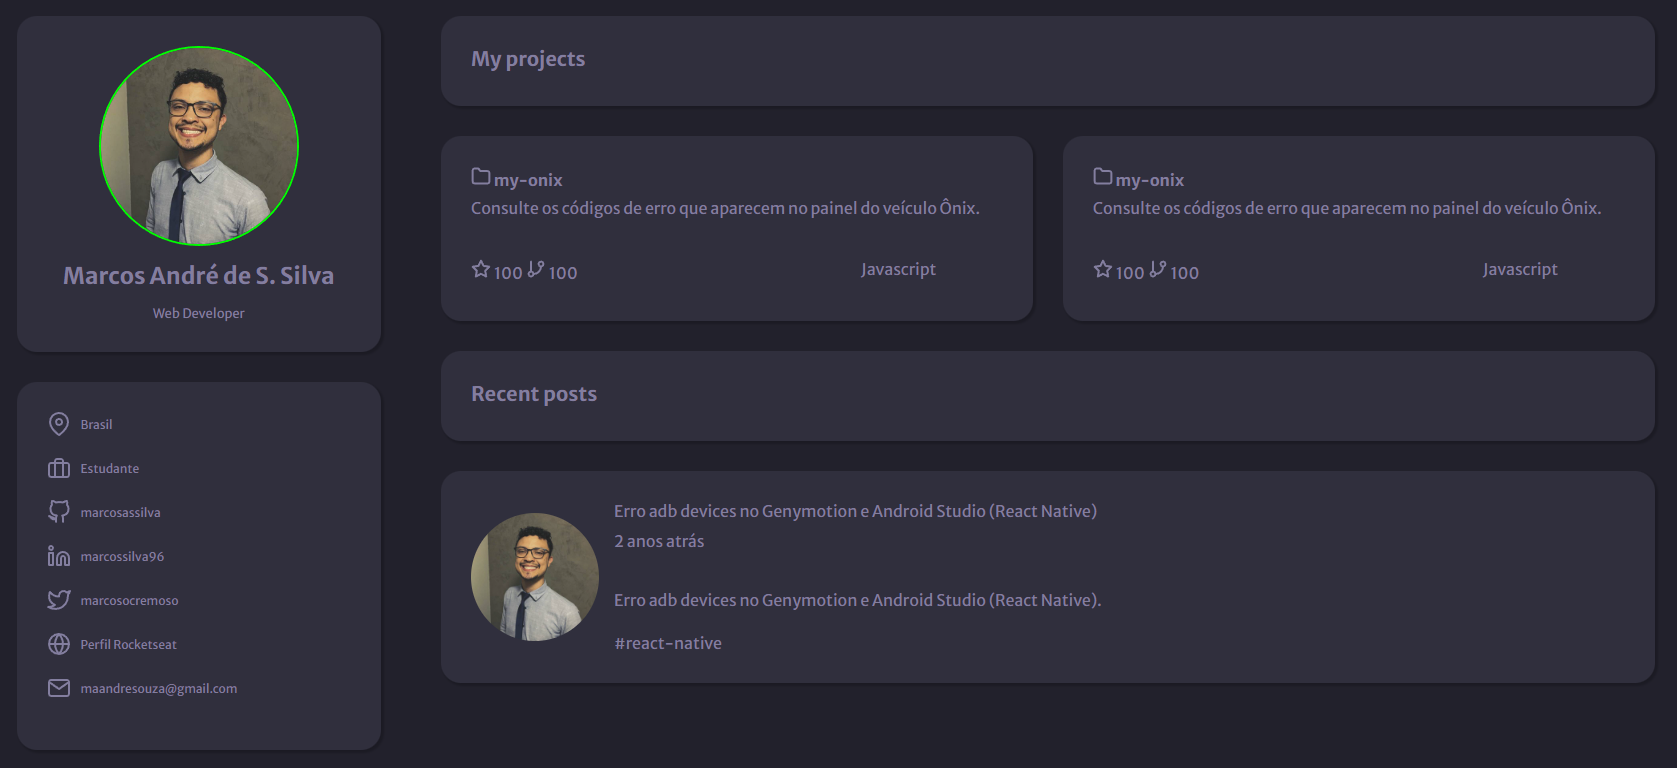 Marcos André de S. Silva
Web Developer
Brasil
Estudante
marcosassilva
marcossilva96
marcosocremoso
Perfil Rocketseat
maandresouza@gmail.com
My projects
my-onix
Consulte os códigos de erro que aparecem no painel do veículo Ônix.
100 100 Javascript
my-onix
Consulte os códigos de erro que aparecem no painel do veículo Ônix.
100 100 Javascript
Recent posts
Erro adb devices no Genymotion e Android Studio (React Native)
2 anos atrás
Erro adb devices no Genymotion e Android Studio (React Native).
#react-native